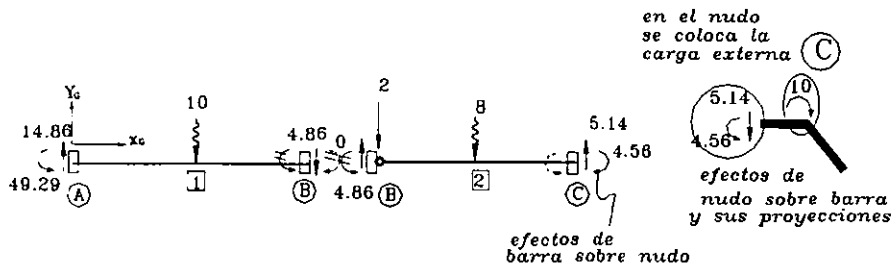 en el nudo
se coloca la
carga externa
C
Y_G
10
2
8
10
5.14
14.86
x_G
4.86
0
5.14
4.56
4.56
49.29
4.86
A
1
B
B
2
C
efectos de
nudo sobre barra
y sus proyecciones
efectos de
barra sobre nudo